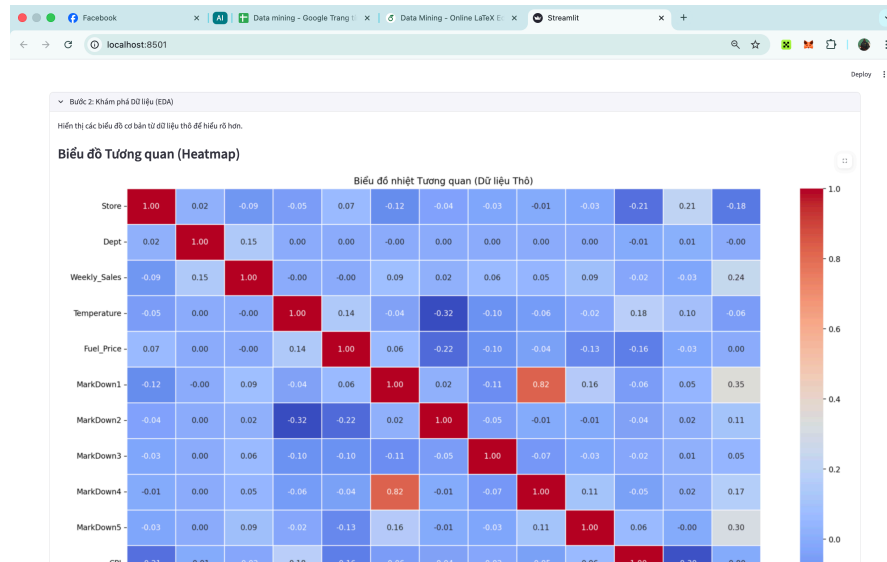 Facebook
AI
Data mining - Google Trang t
Data Mining - Online LaTeX E
Streamlit
localhost:8501
Deploy
Bước 2: Khám phá Dữ liệu (EDA)
Hiển thị các biểu đồ cơ bản từ dữ liệu thô để hiểu rõ hơn.
Biểu đồ Tương quan (Heatmap)
Biểu đồ nhiệt Tương quan (Dữ liệu Thô)
Store 1.00 0.02 -0.09 -0.05 0.07 -0.12 -0.04 -0.03 -0.01 -0.03 -0.21 0.21 -0.18
Dept 0.02 1.00 0.15 0.00 0.00 -0.00 0.00 0.00 0.00 0.00 -0.01 0.01 -0.00
Weekly_Sales -0.09 0.15 1.00 -0.00 -0.00 0.09 0.02 0.06 0.05 0.09 -0.02 -0.03 0.24
Temperature -0.05 0.00 -0.00 1.00 0.14 -0.04 -0.32 -0.10 -0.06 -0.02 0.18 0.10 -0.06
Fuel_Price 0.07 0.00 -0.00 0.14 1.00 0.06 -0.22 -0.10 -0.04 -0.13 -0.16 -0.03 0.00
MarkDown1 -0.12 -0.00 0.09 -0.04 0.06 1.00 0.02 -0.11 0.82 0.16 -0.06 0.05 0.35
MarkDown2 -0.04 0.00 0.02 -0.32 -0.22 0.02 1.00 -0.05 -0.01 -0.01 -0.04 0.02 0.11
MarkDown3 -0.03 0.00 0.06 -0.10 -0.10 -0.11 -0.05 1.00 -0.07 -0.03 -0.02 0.01 0.05
MarkDown4 -0.01 0.00 0.05 -0.06 -0.04 0.82 -0.01 -0.07 1.00 0.11 -0.05 0.02 0.17
MarkDown5 -0.03 0.00 0.09 -0.02 -0.13 0.16 -0.01 -0.03 0.11 1.00 0.06 -0.00 0.30
1.0
0.8
0.6
0.4
0.2
0.0